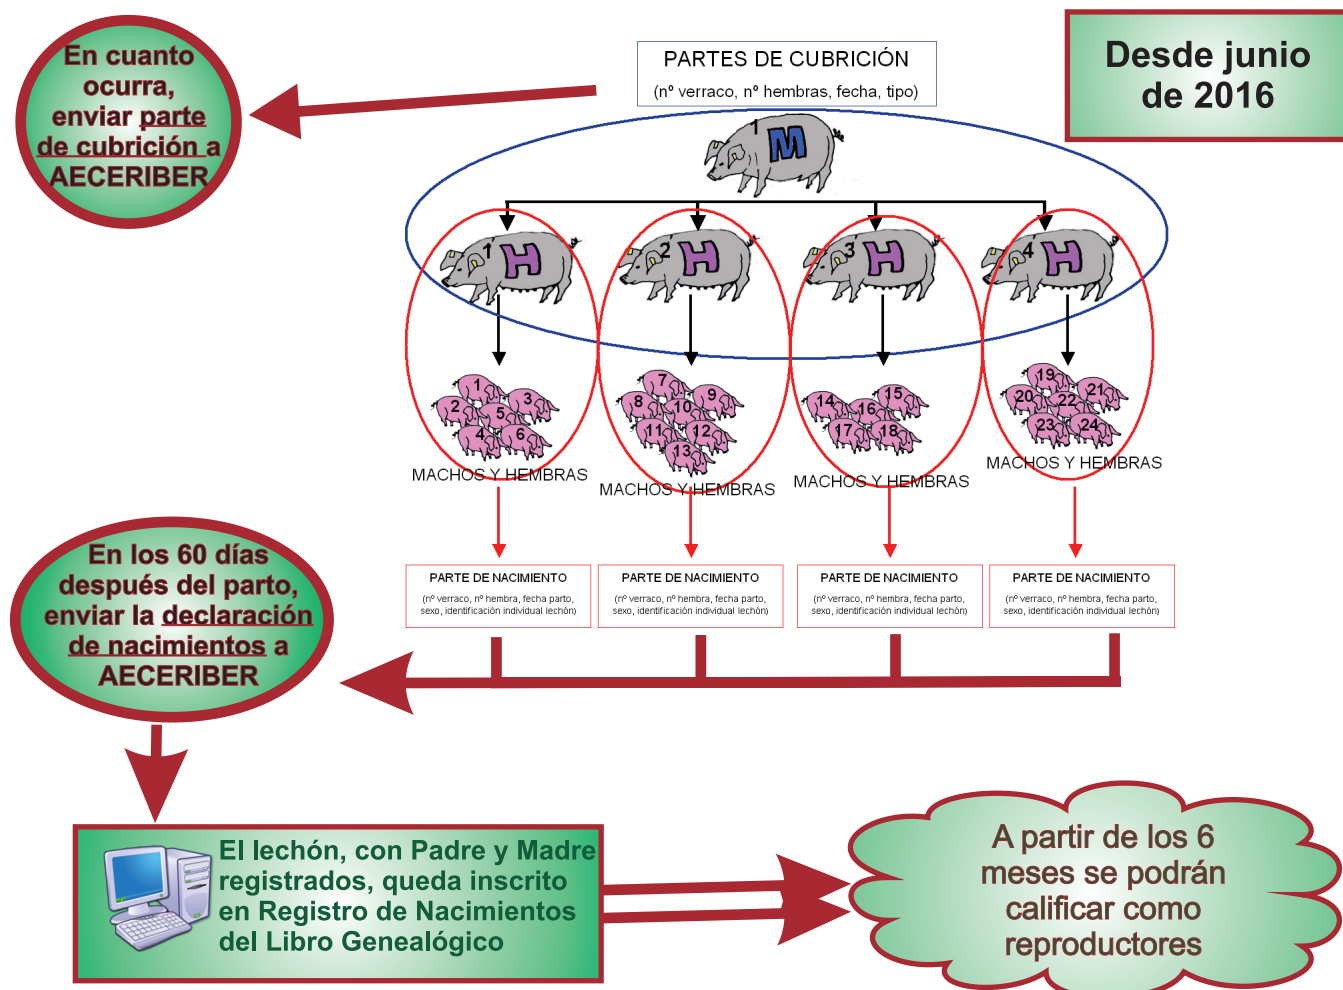 En cuanto
ocurra,
enviar parte
de cubrición a
AECERIBER
PARTES DE CUBRICIÓN
(nº verraco, nº hembras, fecha, tipo)
Desde junio
de 2016
1 M
1 H
2 H
3 H
4 H
1
2
3
4
5
6
MACHOS Y HEMBRAS
7
8
9
10
11
12
13
MACHOS Y HEMBRAS
14
15
16
17
18
MACHOS Y HEMBRAS
19
20
21
22
23
24
MACHOS Y HEMBRAS
En los 60 días
después del parto,
enviar la declaración
de nacimientos a
AECERIBER
PARTE DE NACIMIENTO
(nº verraco, nº hembra, fecha parto,
sexo, identificación individual lechón)
PARTE DE NACIMIENTO
(nº verraco, nº hembra, fecha parto,
sexo, identificación individual lechón)
PARTE DE NACIMIENTO
(nº verraco, nº hembra, fecha parto,
sexo, identificación individual lechón)
PARTE DE NACIMIENTO
(nº verraco, nº hembra, fecha parto,
sexo, identificación individual lechón)
El lechón, con Padre y Madre
registrados, queda inscrito
en Registro de Nacimientos
del Libro Genealógico
A partir de los 6
meses se podrán
calificar como
reproductores